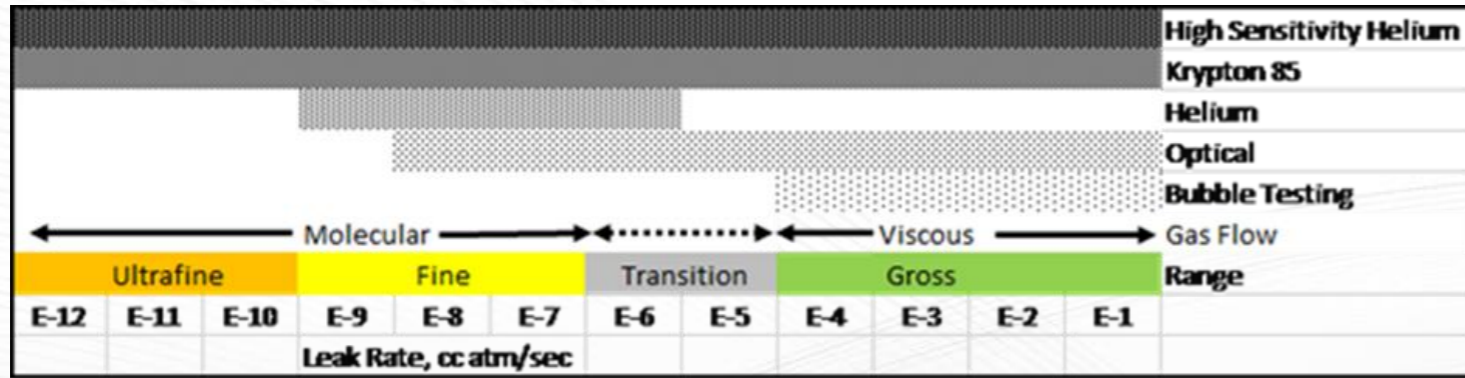 High Sensitivity Helium
Krypton 85
Helium
Optical
Bubble Testing
Molecular Viscous Gas Flow
Ultrafine Fine Transition Gross Range
E-12 E-11 E-10 E-9 E-8 E-7 E-6 E-5 E-4 E-3 E-2 E-1
Leak Rate, cc atm/sec